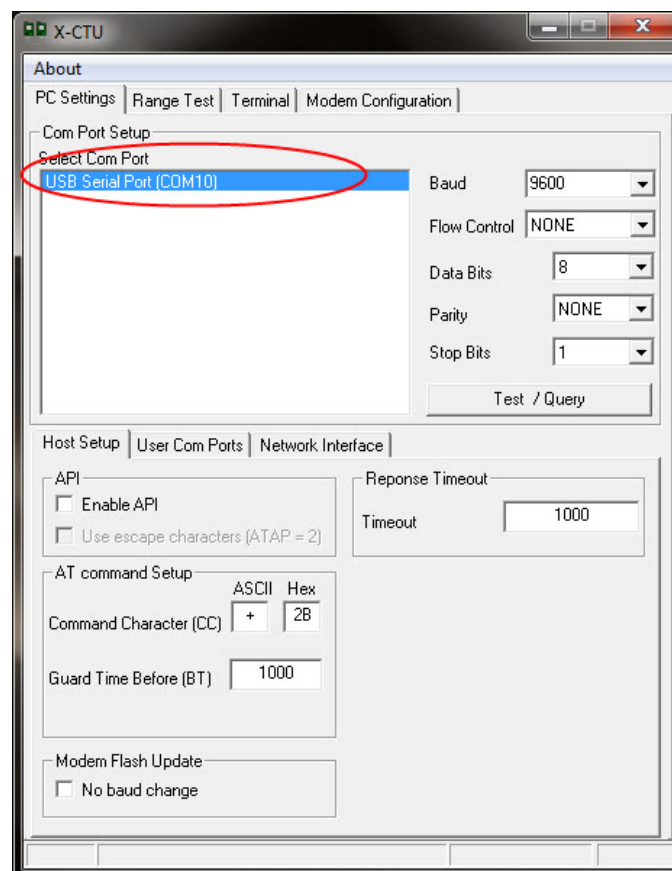 X-CTU
About
PC Settings Range Test Terminal Modem Configuration
Com Port Setup
Select Com Port
USB Serial Port (COM10)
Baud 9600
Flow Control NONE
Data Bits 8
Parity NONE
Stop Bits 1
Test / Query
Host Setup User Com Ports Network Interface
API
Enable API
Use escape characters (ATAP = 2)
Reponse Timeout
Timeout 1000
AT command Setup
ASCII Hex
Command Character (CC) + 2B
Guard Time Before (BT) 1000
Modem Flash Update
No baud change